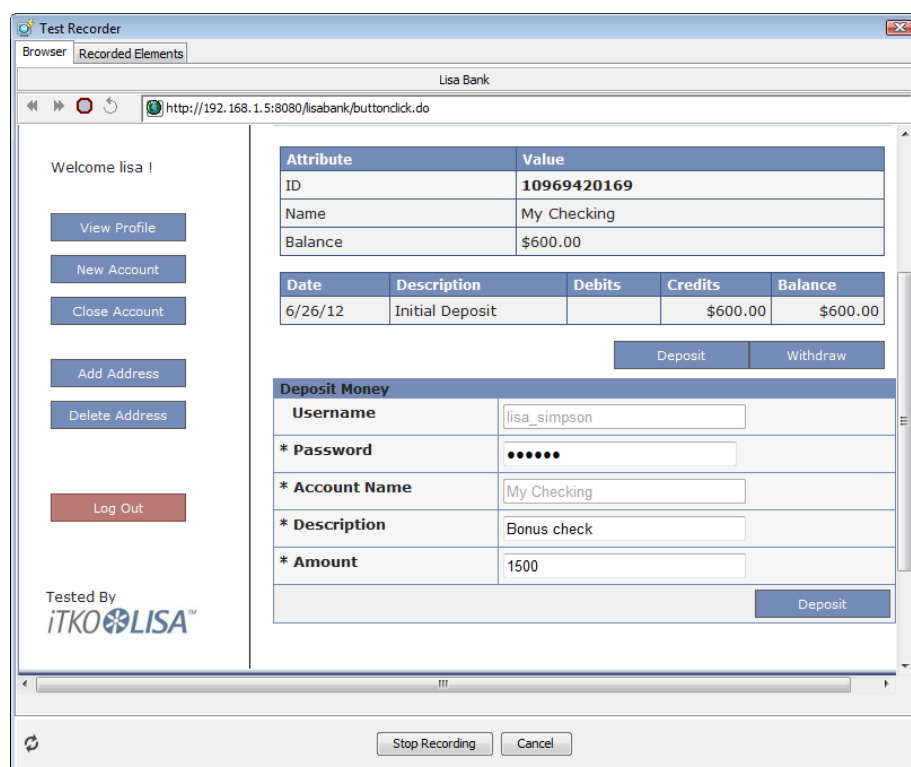 Test Recorder
Browser Recorded Elements
Lisa Bank
http://192.168.1.5:8080/lisabank/buttonclick.do
Welcome lisa !
View Profile
New Account
Close Account
Add Address
Delete Address
Log Out
Tested By
iTKO LISA™
Attribute Value
ID 10969420169
Name My Checking
Balance $600.00
Date Description Debits Credits Balance
6/26/12 Initial Deposit $600.00 $600.00
Deposit Withdraw
Deposit Money
Username lisa_simpson
* Password ••••••
* Account Name My Checking
* Description Bonus check
* Amount 1500
Deposit
Stop Recording Cancel